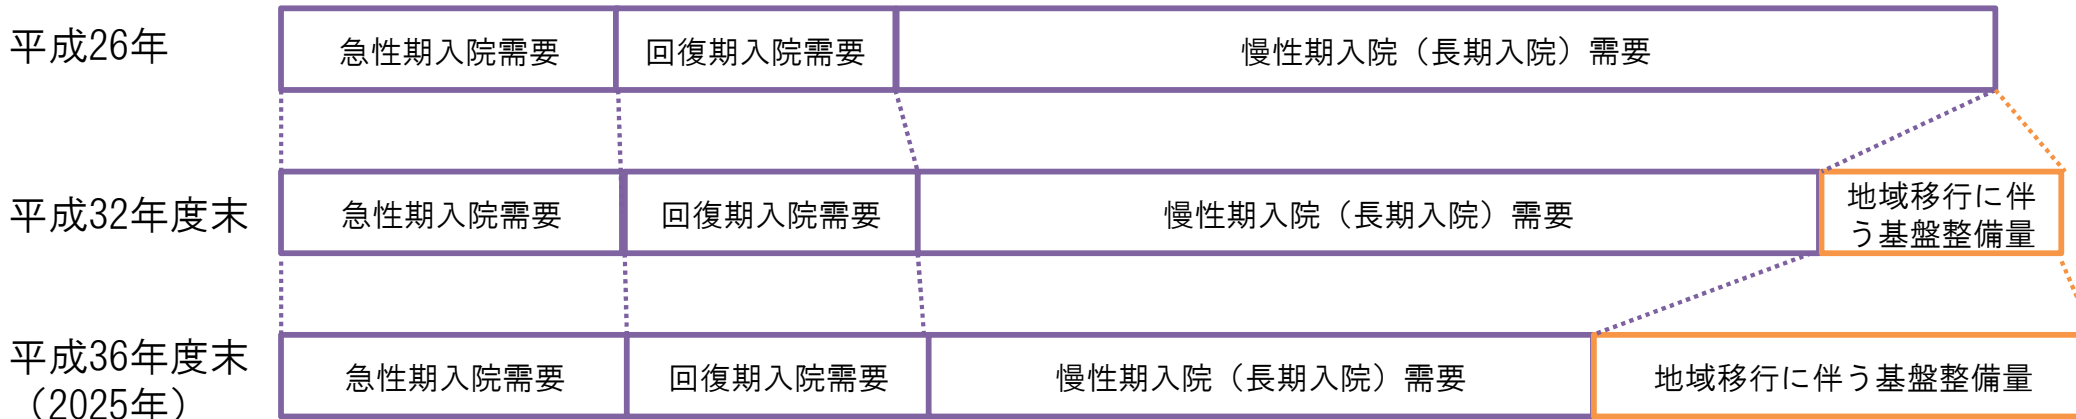 平成26年
急性期入院需要
回復期入院需要
慢性期入院（長期入院）需要
平成32年度末
急性期入院需要
回復期入院需要
慢性期入院（長期入院）需要
地域移行に伴
う基盤整備量
平成36年度末
（2025年）
急性期入院需要
回復期入院需要
慢性期入院（長期入院）需要
地域移行に伴う基盤整備量